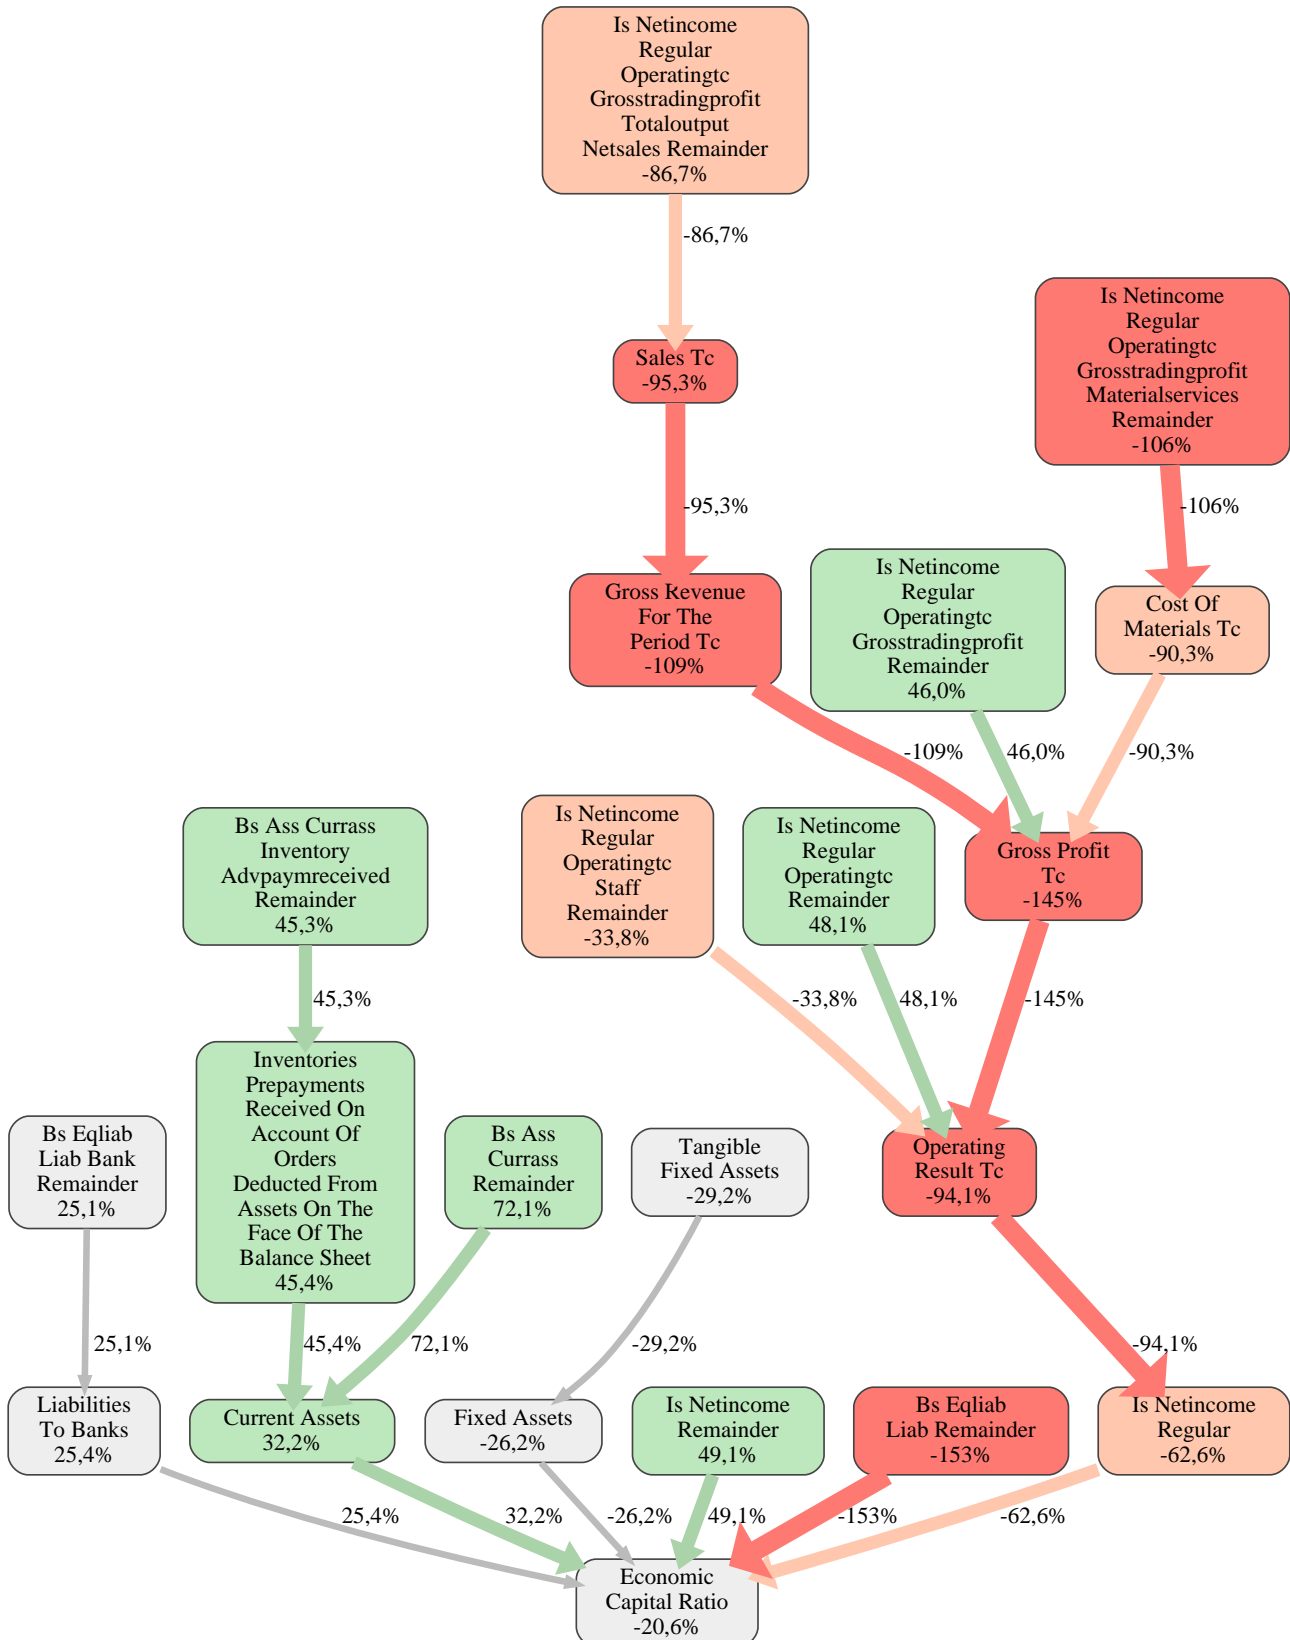 Is Netincome
Regular
Operatingtc
Grosstradingprofit
Totaloutput
Netsales Remainder
-86,7%
-86,7%
Is Netincome
Regular
Operatingtc
Grosstradingprofit
Materialservices
Remainder
-106%
Sales Tc
-95,3%
-95,3%
-106%
Gross Revenue
For The
Period Tc
-109%
Is Netincome
Regular
Operatingtc
Grosstradingprofit
Remainder
46,0%
Cost Of
Materials Tc
-90,3%
-109%
46,0%
-90,3%
Bs Ass Currass
Inventory
Advpaymreceived
Remainder
45,3%
Is Netincome
Regular
Operatingtc
Staff
Remainder
-33,8%
Is Netincome
Regular
Operatingtc
Remainder
48,1%
Gross Profit
Tc
-145%
45,3%
-33,8%
48,1%
-145%
Bs Eqliab
Liab Bank
Remainder
25,1%
Inventories
Prepayments
Received On
Account Of
Orders
Deducted From
Assets On The
Face Of The
Balance Sheet
45,4%
Bs Ass
Currass
Remainder
72,1%
Tangible
Fixed Assets
-29,2%
Operating
Result Tc
-94,1%
25,1%
45,4%
72,1%
-29,2%
-94,1%
Liabilities
To Banks
25,4%
Current Assets
32,2%
Fixed Assets
-26,2%
Is Netincome
Remainder
49,1%
Bs Eqliab
Liab Remainder
-153%
Is Netincome
Regular
-62,6%
25,4%
32,2%
-26,2%
49,1%
-153%
-62,6%
Economic
Capital Ratio
-20,6%